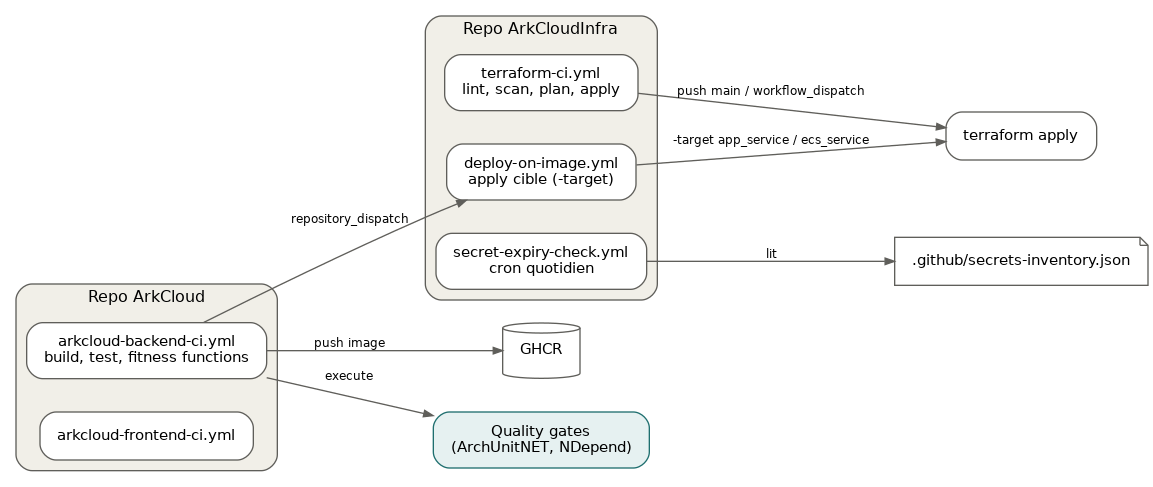 Repo ArkCloudInfra
terraform-ci.yml
lint, scan, plan, apply
push main / workflow_dispatch
terraform apply
-target app_service / ecs_service
deploy-on-image.yml
apply cible (-target)
repository_dispatch
secret-expiry-check.yml
cron quotidien
lit
.github/secrets-inventory.json
Repo ArkCloud
arkcloud-backend-ci.yml
build, test, fitness functions
push image
GHCR
execute
arkcloud-frontend-ci.yml
Quality gates
(ArchUnitNET, NDepend)